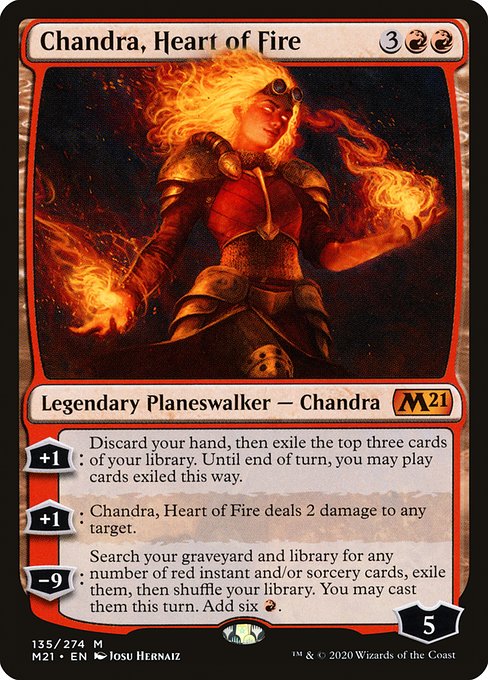 Chandra, Heart of Fire 3
Legendary Planeswalker — Chandra M21
+1: Discard your hand, then exile the top three cards
of your library. Until end of turn, you may play
cards exiled this way.
+1: Chandra, Heart of Fire deals 2 damage to any
target.
−9: Search your graveyard and library for any
number of red instant and/or sorcery cards, exile
them, then shuffle your library. You may cast
them this turn. Add six.
5
135/274 M
M21 • EN Josu Hernaiz ™ & © 2020 Wizards of the Coast